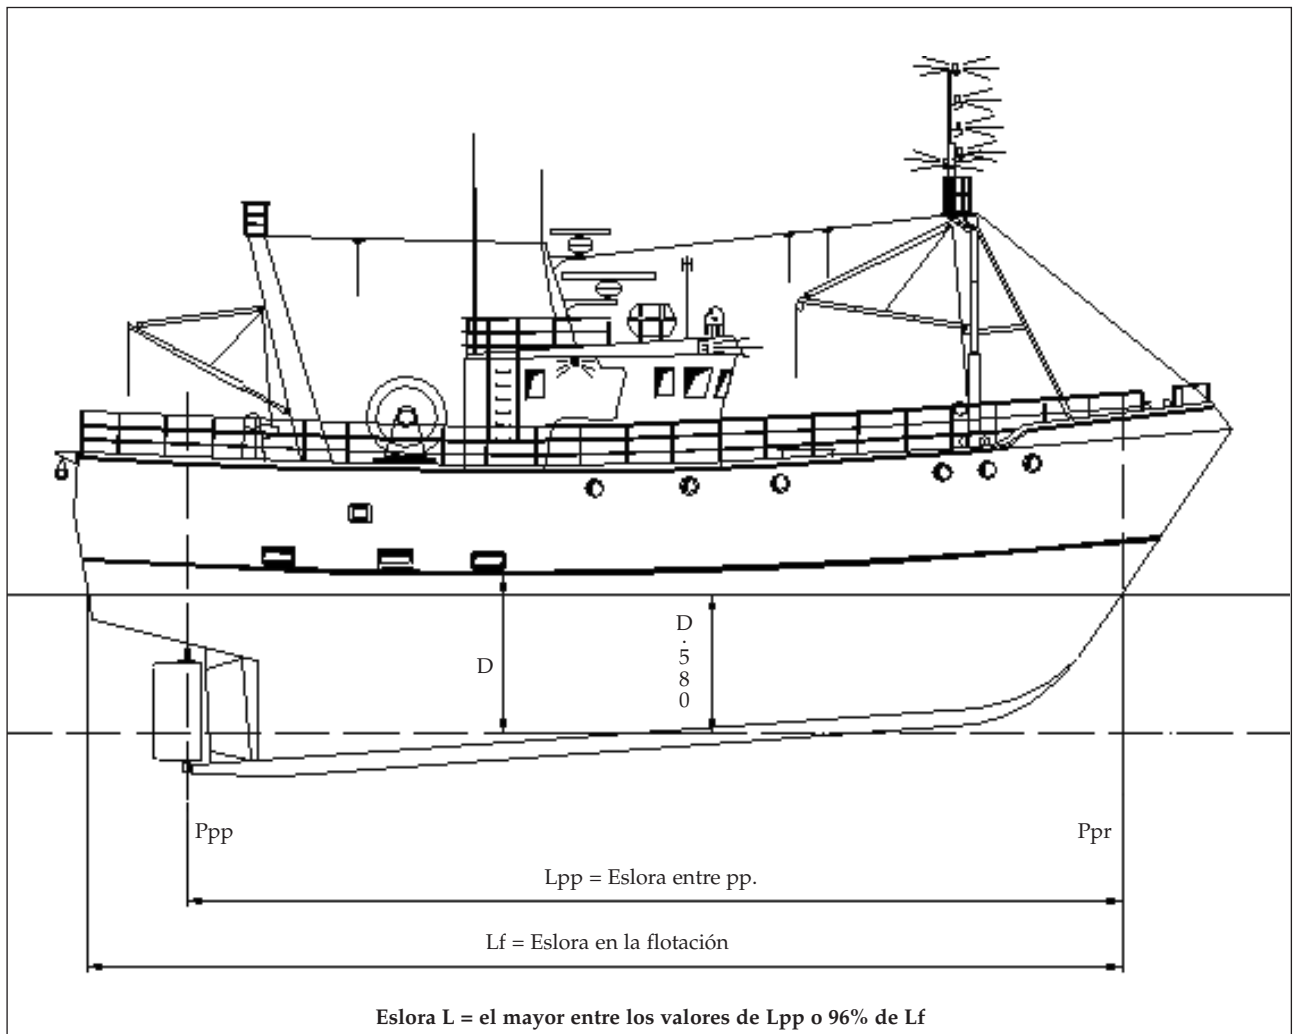 D
D
.
5
8
0
Ppp
Ppr
Lpp = Eslora entre pp.
Lf = Eslora en la flotación
Eslora L = el mayor entre los valores de Lpp o 96% de Lf